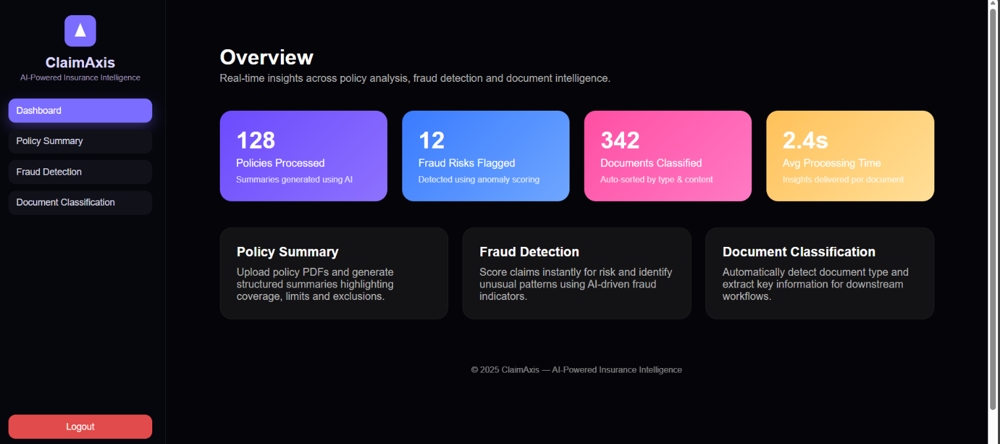 ClaimAxis
AI-Powered Insurance Intelligence
Dashboard
Policy Summary
Fraud Detection
Document Classification
Logout
Overview
Real-time insights across policy analysis, fraud detection and document intelligence.
128
Policies Processed
Summaries generated using AI
12
Fraud Risks Flagged
Detected using anomaly scoring
342
Documents Classified
Auto-sorted by type & content
2.4s
Avg Processing Time
Insights delivered per document
Policy Summary
Upload policy PDFs and generate
structured summaries highlighting
coverage, limits and exclusions.
Fraud Detection
Score claims instantly for risk and identify
unusual patterns using AI-driven fraud
indicators.
Document Classification
Automatically detect document type and
extract key information for downstream
workflows.
© 2025 ClaimAxis — AI-Powered Insurance Intelligence